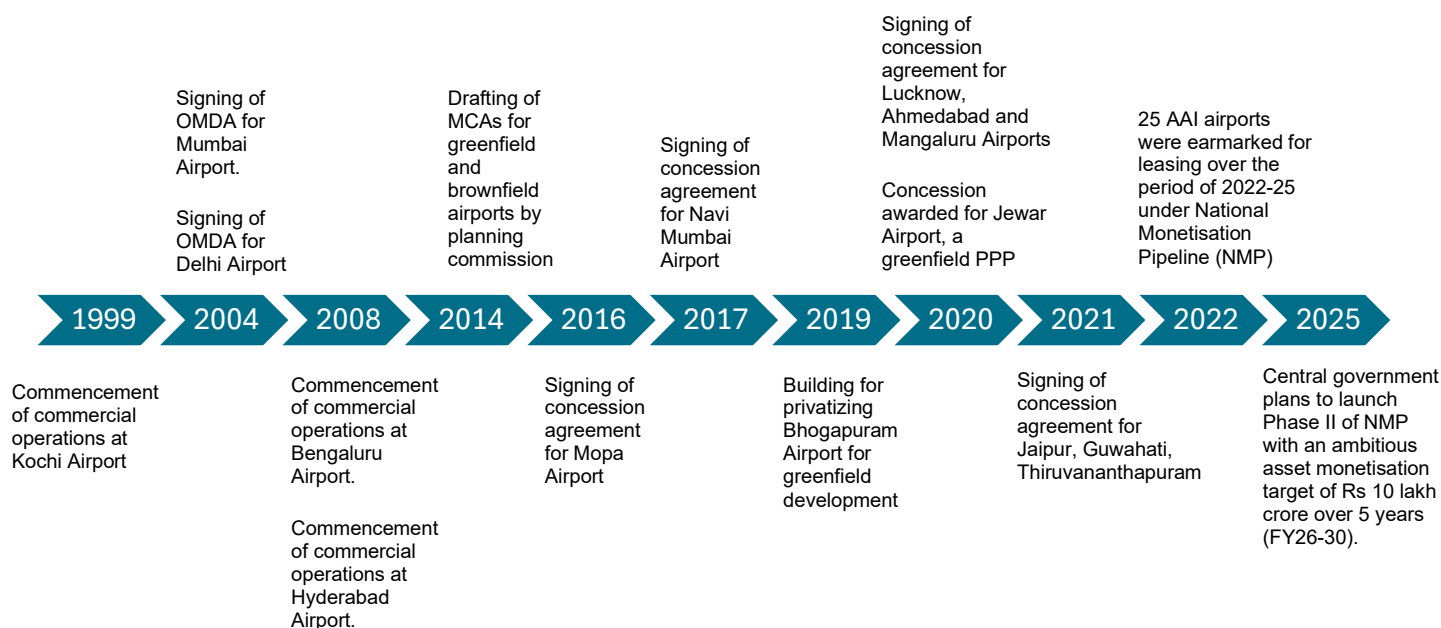 Signing of
OMDA for
Mumbai
Airport.
Signing of
OMDA for
Delhi Airport
Drafting of
MCAs for
greenfield
and
brownfield
airports by
planning
commission
Signing of
concession
agreement
for Navi
Mumbai
Airport
Signing of
concession
agreement for
Lucknow,
Ahmedabad and
Mangaluru Airports
Concession
awarded for Jewar
Airport, a
greenfield PPP
25 AAI airports
were earmarked for
leasing over the
period of 2022-25
under National
Monetisation
Pipeline (NMP)
1999 2004 2008 2014 2016 2017 2019 2020 2021 2022 2025
Commencement
of commercial
operations at
Kochi Airport
Commencement
of commercial
operations at
Bengaluru
Airport.
Commencement
of commercial
operations at
Hyderabad
Airport.
Signing of
concession
agreement
for Mopa
Airport
Building for
privatizing
Bhogapuram
Airport for
greenfield
development
Signing of
concession
agreement for
Jaipur, Guwahati,
Thiruvananthapuram
Central government
plans to launch
Phase II of NMP
with an ambitious
asset monetisation
target of Rs 10 lakh
crore over 5 years
(FY26-30).